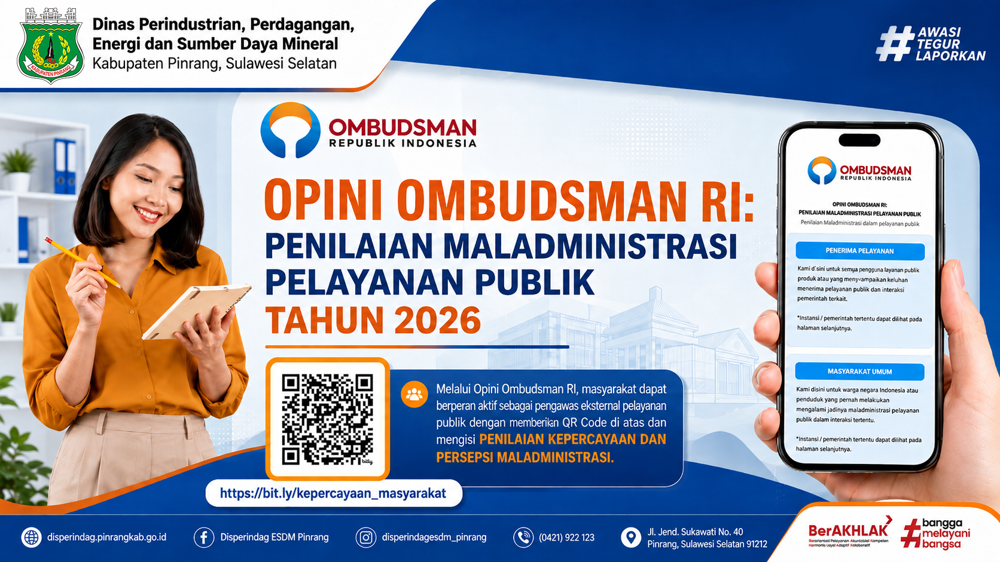 Dinas Perindustrian, Perdagangan,
Energi dan Sumber Daya Mineral
Kabupaten Pinrang, Sulawesi Selatan
KABUPATEN PINRANG
# AWASI
TEGUR
LAPORKAN
OMBUDSMAN
REPUBLIK INDONESIA
OPINI OMBUDSMAN RI:
PENILAIAN MALADMINISTRASI
PELAYANAN PUBLIK
TAHUN 2026
bitly
Melalui Opini Ombudsman RI, masyarakat dapat
berperan aktif sebagai pengawas eksternal pelayanan
publik dengan memberikan QR Code di atas dan
mengisi PENILAIAN KEPERCAYAAN DAN
PERSEPSI MALADMINISTRASI.
https://bit.ly/kepercayaan_masyarakat
OMBUDSMAN
REPUBLIK INDONESIA
OPINI OMBUDSMAN RI:
PENILAIAN MALADMINISTRASI PELAYANAN PUBLIK
Penilaian Maladministrasi dalam pelayanan publik
PENERIMA PELAYANAN
Kami disini untuk semya pengguna layanan publik
produk atau yang menyampaikan keluhan
menerima pelayanan publik dan interaksi
pemerintah terkait.
*Instansi / pemerintah tertentu dapat dilihat pada
halaman selanjutnya.
MASYARAKAT UMUM
Kami disini untuk warga negara Indonesia atau
penduduk yang pernah melakukan
mengalami jadinya maladministrasi pelayanan
publik dalam interaksi tertentu.
*Instansi / pemerintah tertentu dapat dilihat pada
halaman selanjutnya.
disperindag.pinrangkab.go.id
Disperindag ESDM Pinrang
disperindagesdm_pinrang
(0421) 922 123
Jl. Jend. Sukawati No. 40
Pinrang, Sulawesi Selatan 91212
BerAKHLAK
Berorientasi Pelayanan Akuntabel Kompeten
Harmonis Loyal Adaptif Kolaboratif
# bangga
melayani
bangsa